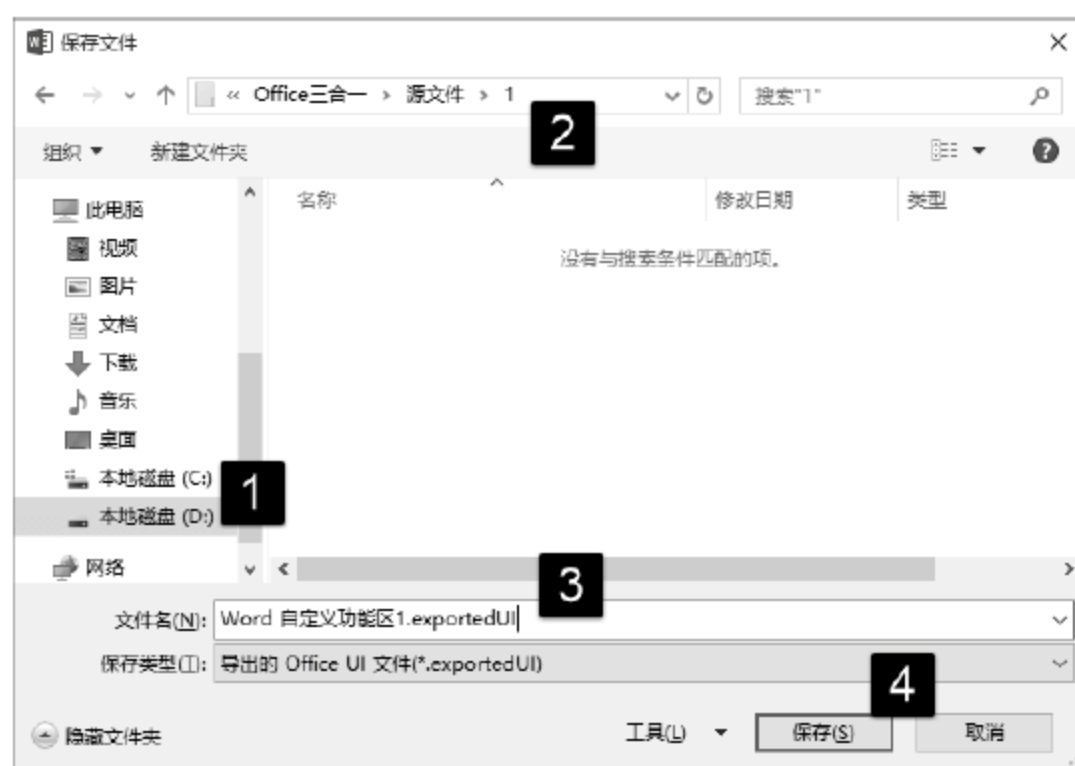 保存文件
« Office三合一 › 源文件 › 1
搜索"1"
2
组织
新建文件夹
名称
修改日期
类型
没有与搜索条件匹配的项。
此电脑
视频
图片
文档
下载
音乐
桌面
本地磁盘 (C:)
1
本地磁盘 (D:)
网络
3
文件名(N): Word 自定义功能区1.exportedUI
保存类型(T): 导出的 Office UI 文件(*.exportedUI)
4
隐藏文件夹
工具(L)
保存(S)
取消